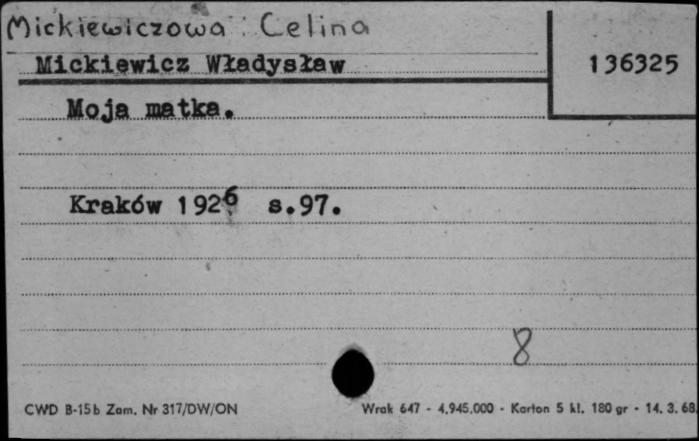 Mickiewiczowa Celina
Mickiewicz Władysław
136325
Moja matka.
Kraków 1926 s.97.
8
CWD B-15b Zam. Nr 317/DW/ON
Wrak 647 - 4.945.000 - Karton 5 kl. 180 gr - 14. 3. 68.